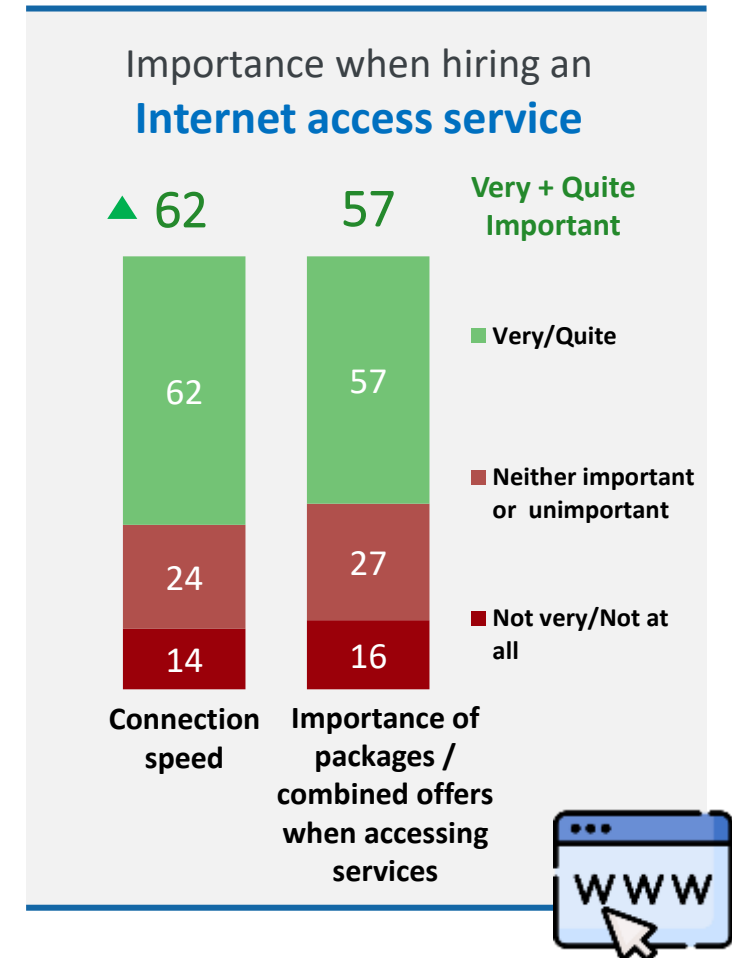 Importance when hiring an
Internet access service
▲ 62
57
Very + Quite
Important
62
57
Very/Quite
24
27
Neither important
or unimportant
14
16
Not very/Not at
all
Connection
speed
Importance of
packages /
combined offers
when accessing
services
WWW